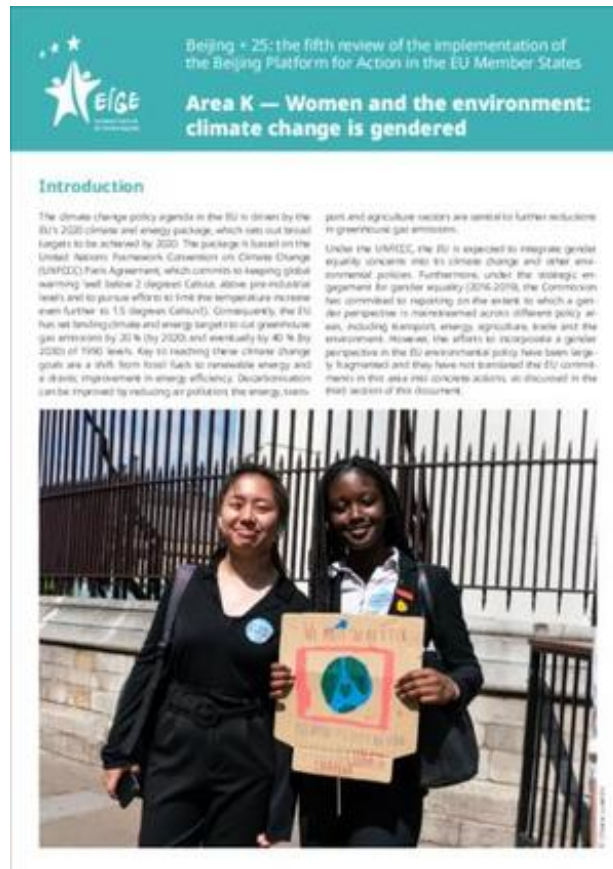 EIGE
Beijing + 25: the fifth review of the implementation of
the Beijing Platform for Action in the EU Member States
Area K — Women and the environment:
climate change is gendered
Introduction
The climate change policy agenda in the EU is driven by the
EU's 2020 climate and energy package, which sets out broad
targets to be achieved by 2020. The package is based on the
United Nations Framework Convention on Climate Change
(UNFCCC) Paris Agreement, which commits to keeping global
warming 'well below 2 degrees Celsius above pre-industrial
levels and to pursue efforts to limit the temperature increase
even further to 1.5 degrees Celsius
Consequently, the EU
has set binding climate and energy targets to cut greenhouse
gas emissions by 20 % (by 2020) and eventually by 40 % (by
2030) of 1990 levels. Key to reaching these climate change
goals are a shift from fossil fuels to renewable energy and
a drastic improvement in energy efficiency. Decarbonisation
can be improved by reducing air pollution; the energy, trans-
port and agriculture sectors are central to further reductions
in greenhouse gas emissions.
Under the UNFCCC, the EU is expected to integrate gender
equality concerns into its climate change and other envi-
ronmental policies. Furthermore, under the strategic en-
gagement for gender equality (2016-2019), the Commission
has committed to reporting on the extent to which a gen-
der perspective is mainstreamed across different policy ar-
eas, including transport, energy, agriculture, trade and the
environment. However, the efforts to incorporate a gender
perspective in the EU environmental policy have been large-
ly fragmented and they have not translated the EU commit-
ments in this area into concrete actions, as discussed in the
third section of this document.